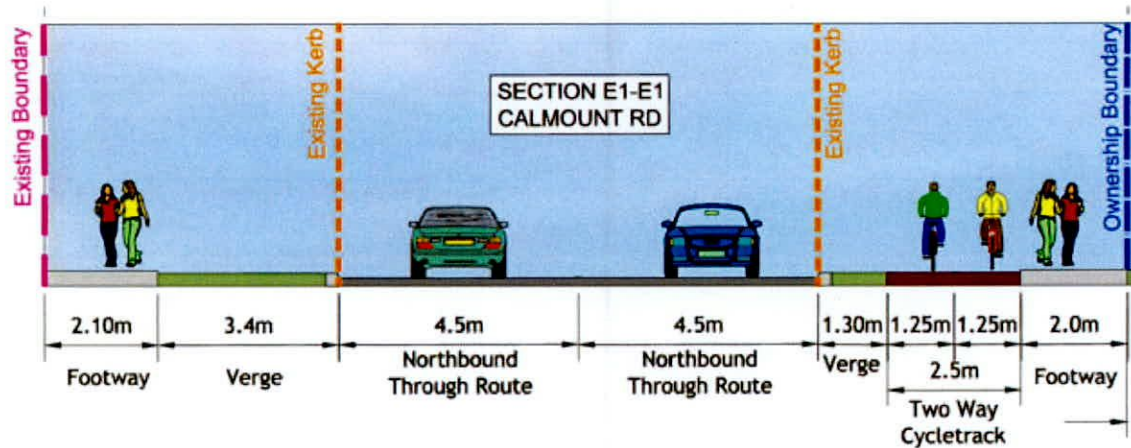 Existing Boundary
Existing Kerb
SECTION E1-E1
CALMOUNT RD
Existing Kerb
Ownership Boundary
2.10m
3.4m
4.5m
4.5m
1.30m
1.25m
1.25m
2.0m
Footway
Verge
Northbound
Through Route
Northbound
Through Route
Verge
2.5m
Footway
Two Way
Cycletrack